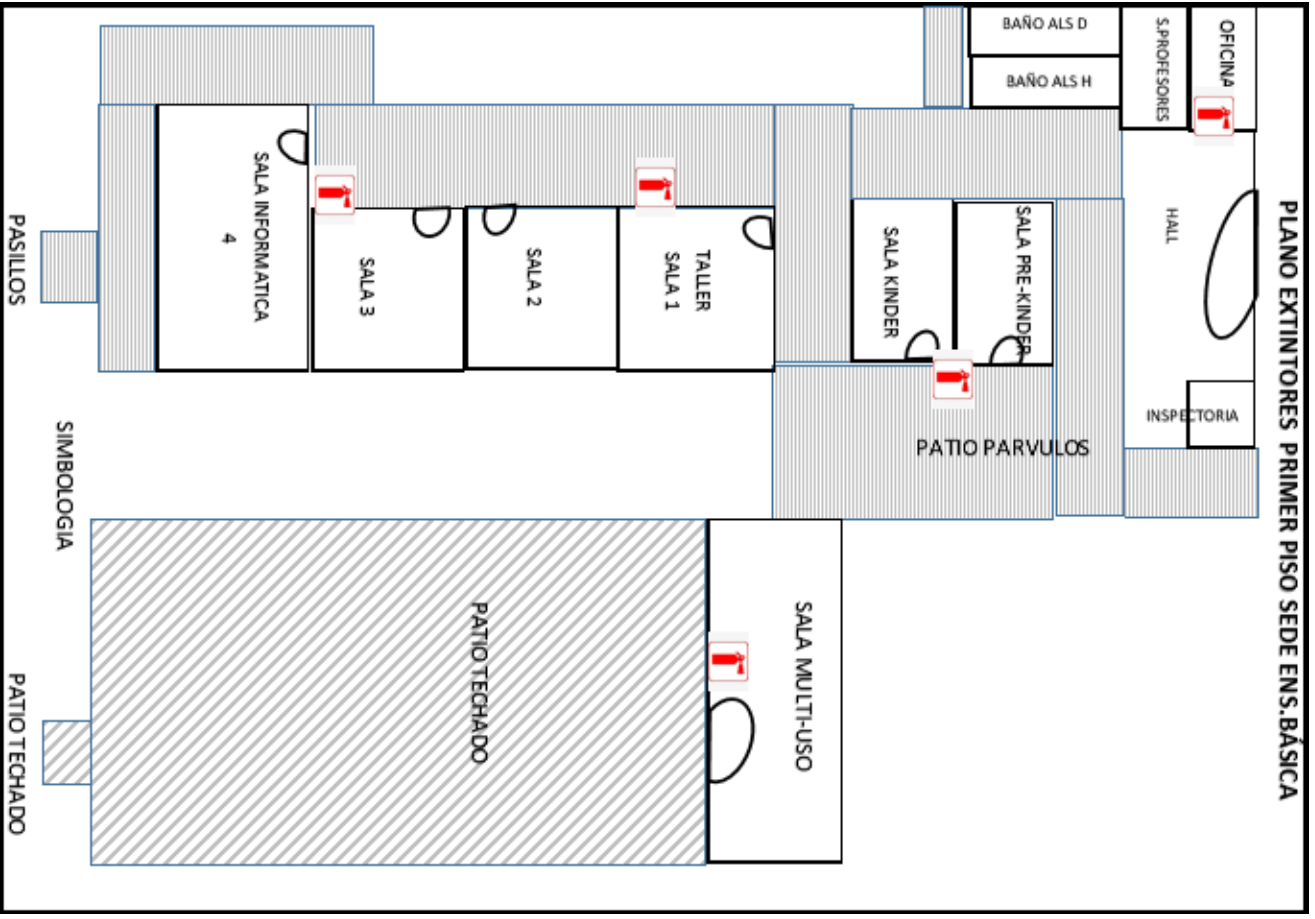 PLANO EXTINTORES PRIMER PISO SEDE ENS.BÁSICA
BAÑO ALS D
BAÑO ALS H
S.PROFESORES
OFICINA
HALL
INSPECTORIA
SALA PRE-KINDER
SALA KINDER
PATIO PARVULOS
TALLER
SALA 1
SALA 2
SALA 3
SALA INFORMATICA
4
SALA MULTI-USO
PATIO TECHADO
SIMBOLOGIA
PASILLOS
PATIO TECHADO